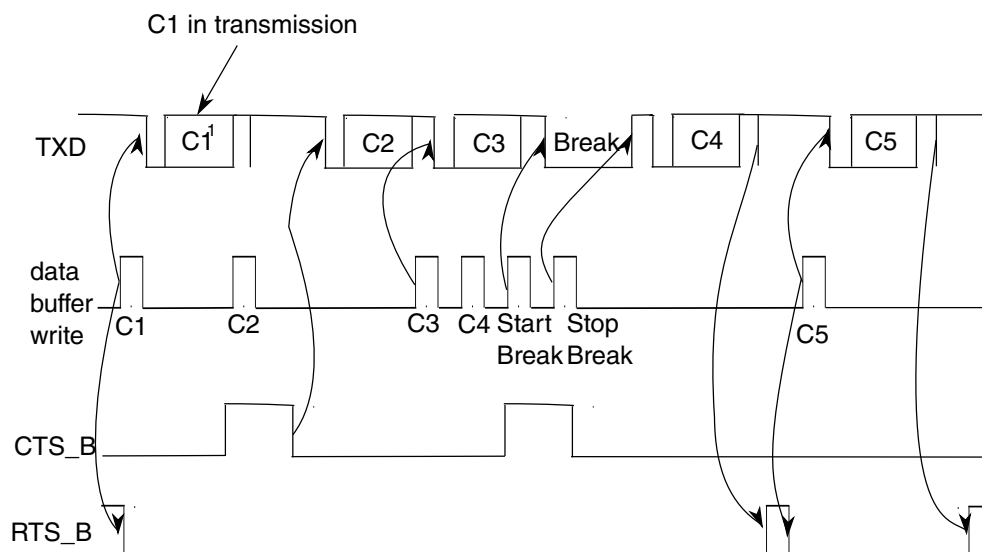 C1 in transmission
TXD
C1
1
C2
C3
Break
C4
C5
data
buffer
write
C1
C2
C3
C4
Start
Break
Stop
Break
C5
CTS_B
RTS_B